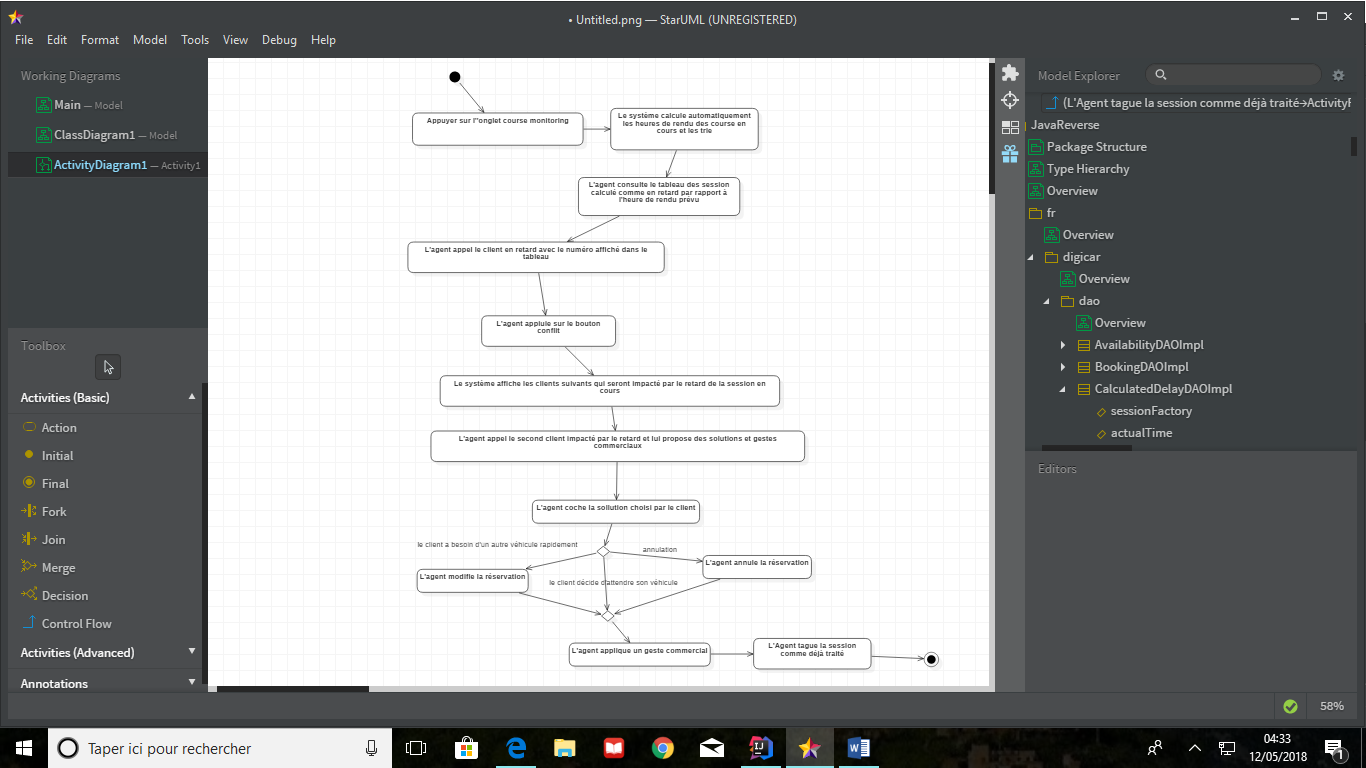 • Untitled.png — StarUML (UNREGISTERED)
File Edit Format Model Tools View Debug Help
Working Diagrams
Main — Model
ClassDiagram1 — Model
ActivityDiagram1 — Activity1
Toolbox
Activities (Basic)
Action
Initial
Final
Fork
Join
Merge
Decision
Control Flow
Activities (Advanced)
Annotations
Appuyer sur l"onglet course monitoring
Le système calcule automatiquement
les heures de rendu des course en
cours et les trie
L'agent consulte le tableau des session
calculé comme en retard par rapport à
l'heure de rendu prévu
L'agent appel le client en retard avec le numéro affiché dans le
tableau
L'agent appiuie sur le bouton
conflit
Le système affiche les clients suivants qui seront impacté par le retard de la session en
cours
L'agent appel le second client impacté par le retard et lui propose des solutions et gestes
commerciaux
L'agent coche la sollution choisi par le client
le client a besoin d'un autre véhicule rapidement
annulation
L'agent annule la réservation
L'agent modifie la réservation
le client décide d'attendre son véhicule
L'agent applique un geste commercial
L'Agent tague la session
comme déjà traité
Model Explorer
(L'Agent tague la session comme déjà traité→ActivityF
JavaReverse
Package Structure
Type Hierarchy
Overview
fr
Overview
digicar
Overview
dao
Overview
AvailabilityDAOImpl
BookingDAOImpl
CalculatedDelayDAOImpl
sessionFactory
actualTime
Editors
58%
Taper ici pour rechercher
04:33
12/05/2018
1